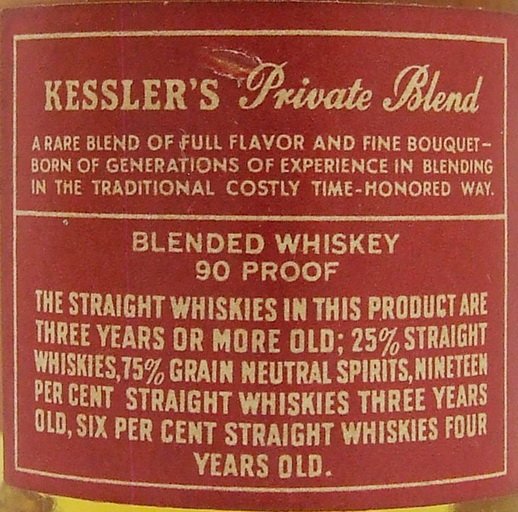 KESSLER'S Private Blend
A RARE BLEND OF FULL FLAVOR AND FINE BOUQUET—
BORN OF GENERATIONS OF EXPERIENCE IN BLENDING
IN THE TRADITIONAL COSTLY TIME-HONORED WAY.
BLENDED WHISKEY
90 PROOF
THE STRAIGHT WHISKIES IN THIS PRODUCT ARE
THREE YEARS OR MORE OLD; 25% STRAIGHT
WHISKIES, 75% GRAIN NEUTRAL SPIRITS, NINETEEN
PER CENT STRAIGHT WHISKIES THREE YEARS
OLD, SIX PER CENT STRAIGHT WHISKIES FOUR
YEARS OLD.